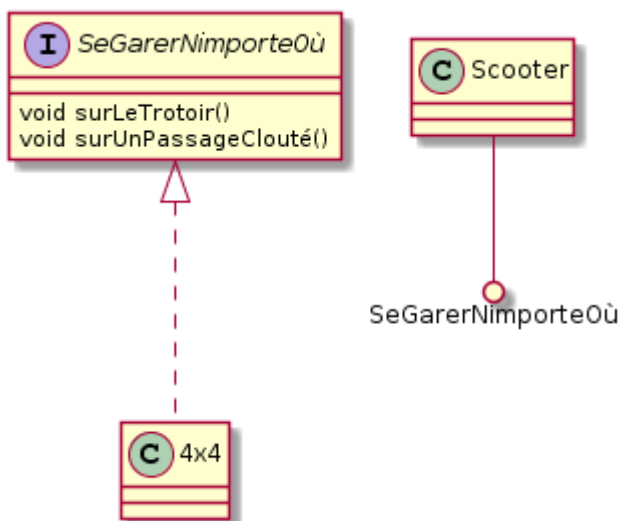 I SeGarerNimporteOù
void surLeTrotoir()
void surUnPassageClouté()
C Scooter
SeGarerNimporteOù
C 4x4